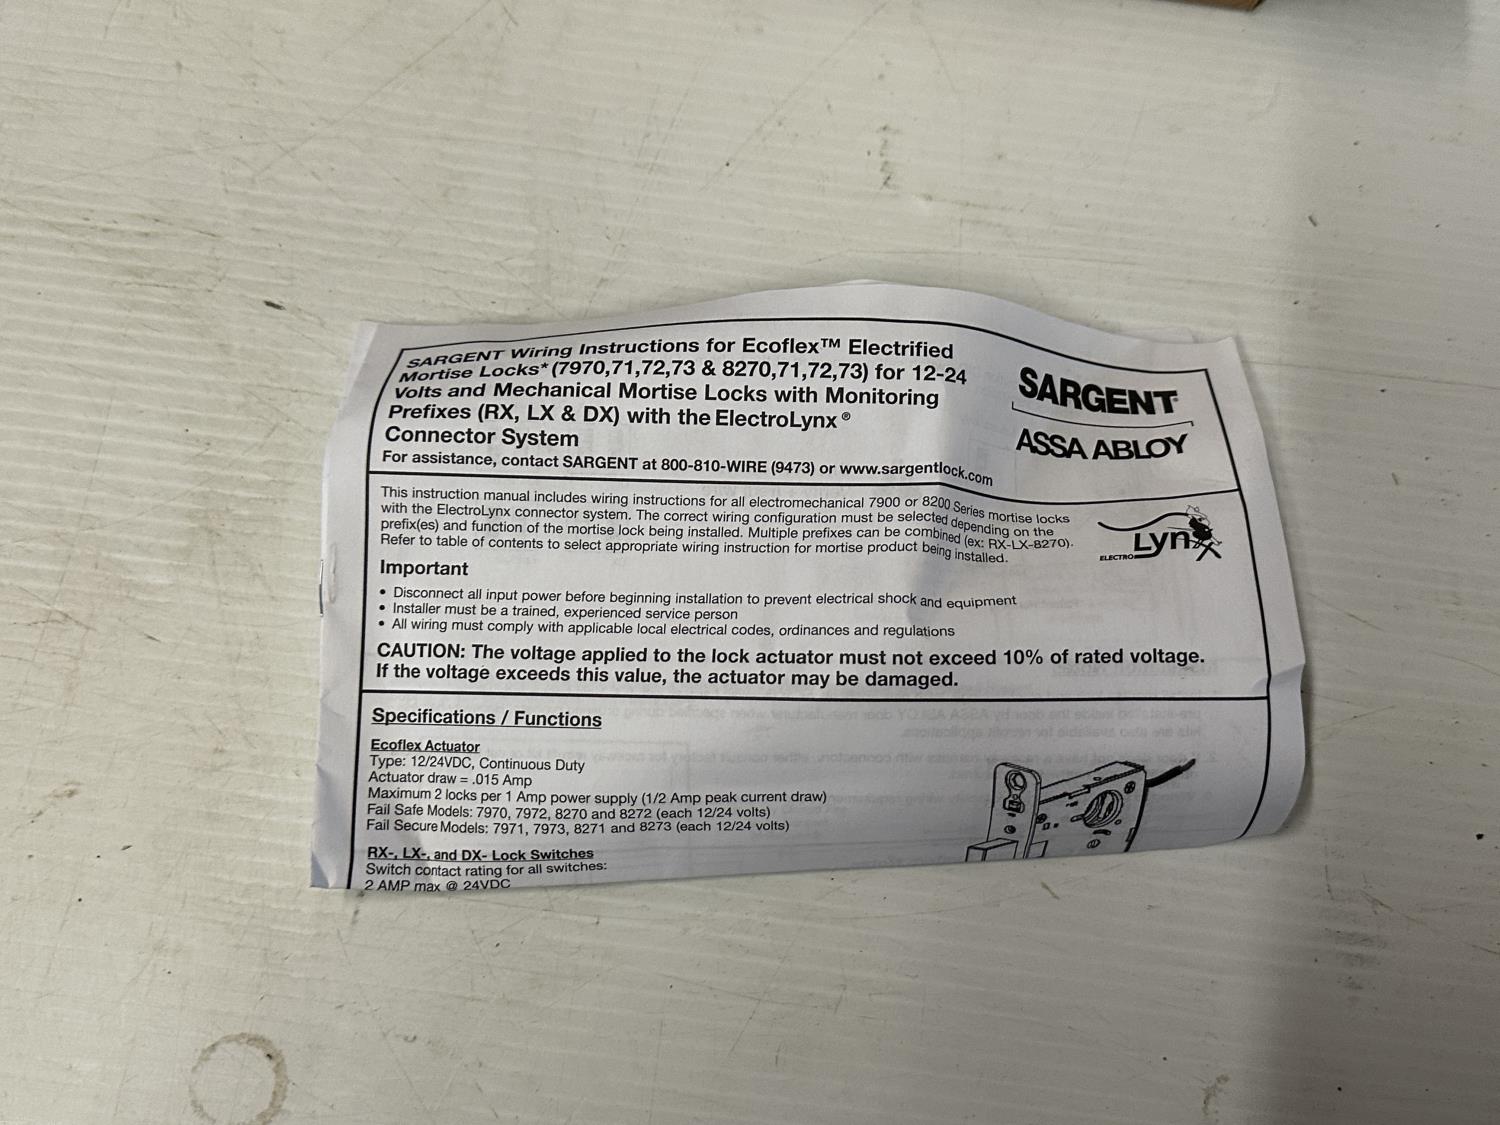 SARGENT Wiring Instructions for Ecoflex™ Electrified
Mortise Locks* (7970,71,72,73 & 8270,71,72,73) for 12-24
Volts and Mechanical Mortise Locks with Monitoring
Prefixes (RX, LX & DX) with the ElectroLynx®
Connector System
For assistance, contact SARGENT at 800-810-WIRE (9473) or www.sargentlock.com
SARGENT
ASSA ABLOY
This instruction manual includes wiring instructions for all electromechanical 7900 or 8200 Series mortise locks
with the ElectroLynx connector system. The correct wiring configuration must be selected depending on the
prefix(es) and function of the mortise lock being installed. Multiple prefixes can be combined (ex: RX-LX-8270).
Refer to table of contents to select appropriate wiring instruction for mortise product being installed.
ELECTRO Lynx
Important
• Disconnect all input power before beginning installation to prevent electrical shock and equipment
• Installer must be a trained, experienced service person
• All wiring must comply with applicable local electrical codes, ordinances and regulations
CAUTION: The voltage applied to the lock actuator must not exceed 10% of rated voltage.
If the voltage exceeds this value, the actuator may be damaged.
Specifications / Functions
Ecoflex Actuator
Type: 12/24VDC, Continuous Duty
Actuator draw = .015 Amp
Maximum 2 locks per 1 Amp power supply (1/2 Amp peak current draw)
Fail Safe Models: 7970, 7972, 8270 and 8272 (each 12/24 volts)
Fail Secure Models: 7971, 7973, 8271 and 8273 (each 12/24 volts)
RX-, LX-, and DX- Lock Switches
Switch contact rating for all switches:
2 AMP max @ 24VDC